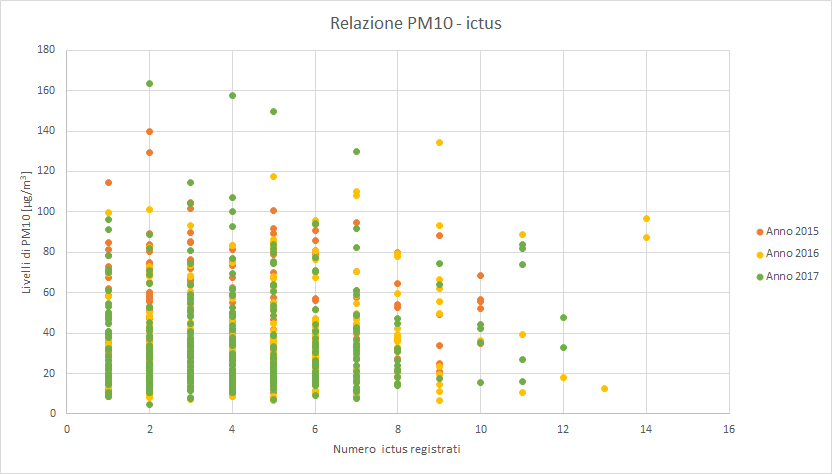 Relazione PM10 - ictus
Livelli di PM10 [µg/m³]
180
160
140
120
100
80
60
40
20
0
0 2 4 6 8 10 12 14 16
Numero ictus registrati
Anno 2015
Anno 2016
Anno 2017